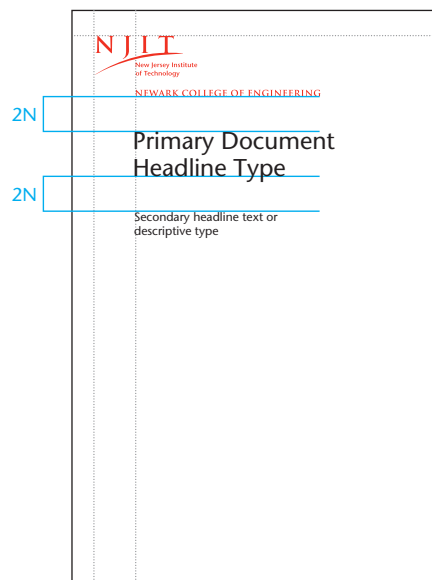 NJIT
New Jersey Institute
of Technology
NEWARK COLLEGE OF ENGINEERING
2N
Primary Document
Headline Type
2N
Secondary headline text or
descriptive type